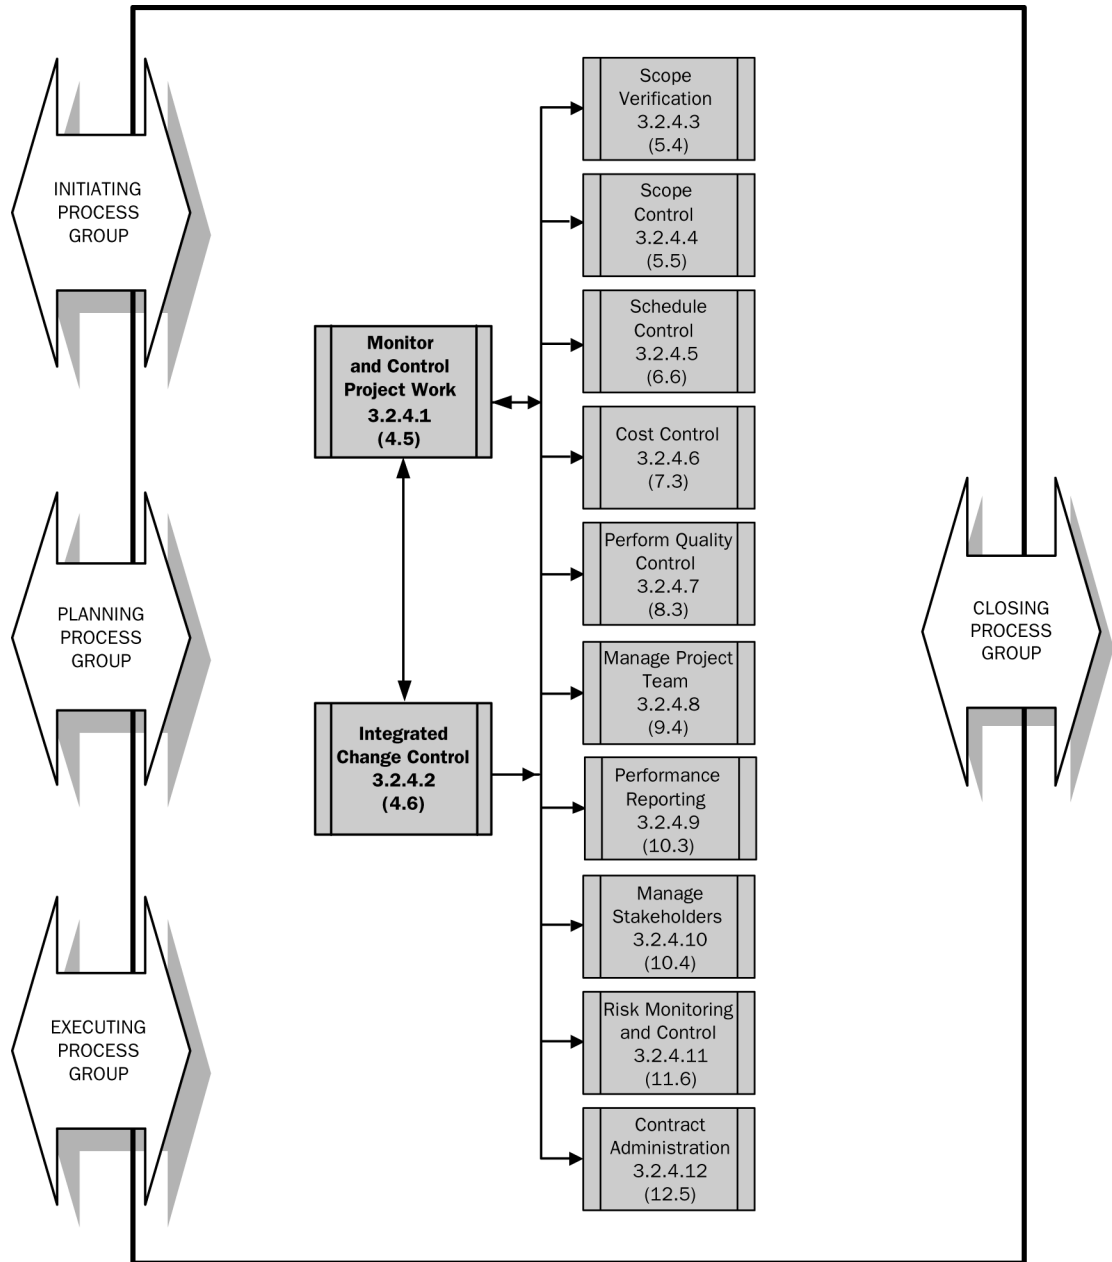 INITIATING
PROCESS
GROUP
PLANNING
PROCESS
GROUP
EXECUTING
PROCESS
GROUP
Monitor
and Control
Project Work
3.2.4.1
(4.5)
Integrated
Change Control
3.2.4.2
(4.6)
Scope
Verification
3.2.4.3
(5.4)
Scope
Control
3.2.4.4
(5.5)
Schedule
Control
3.2.4.5
(6.6)
Cost Control
3.2.4.6
(7.3)
Perform Quality
Control
3.2.4.7
(8.3)
Manage Project
Team
3.2.4.8
(9.4)
Performance
Reporting
3.2.4.9
(10.3)
Manage
Stakeholders
3.2.4.10
(10.4)
Risk Monitoring
and Control
3.2.4.11
(11.6)
Contract
Administration
3.2.4.12
(12.5)
CLOSING
PROCESS
GROUP